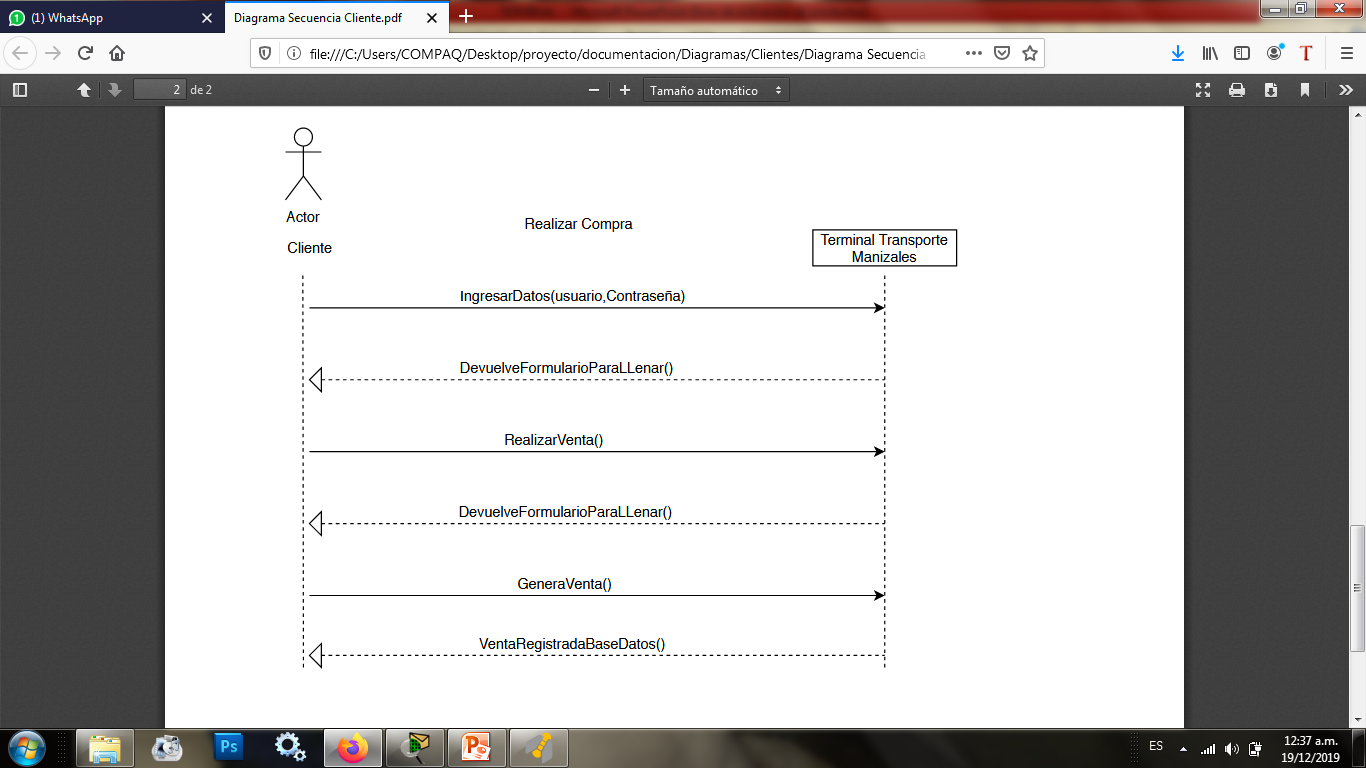 (1) WhatsApp
Diagrama Secuencia Cliente.pdf
file:///C:/Users/COMPAQ/Desktop/proyecto/documentacion/Diagramas/Clientes/Diagrama Secuencia
2 de 2
Tamaño automático
Actor
Cliente
Realizar Compra
Terminal Transporte
Manizales
IngresarDatos(usuario,Contraseña)
DevuelveFormularioParaLLenar()
RealizarVenta()
DevuelveFormularioParaLLenar()
GeneraVenta()
VentaRegistradaBaseDatos()
Ps
ES
12:37 a.m.
19/12/2019